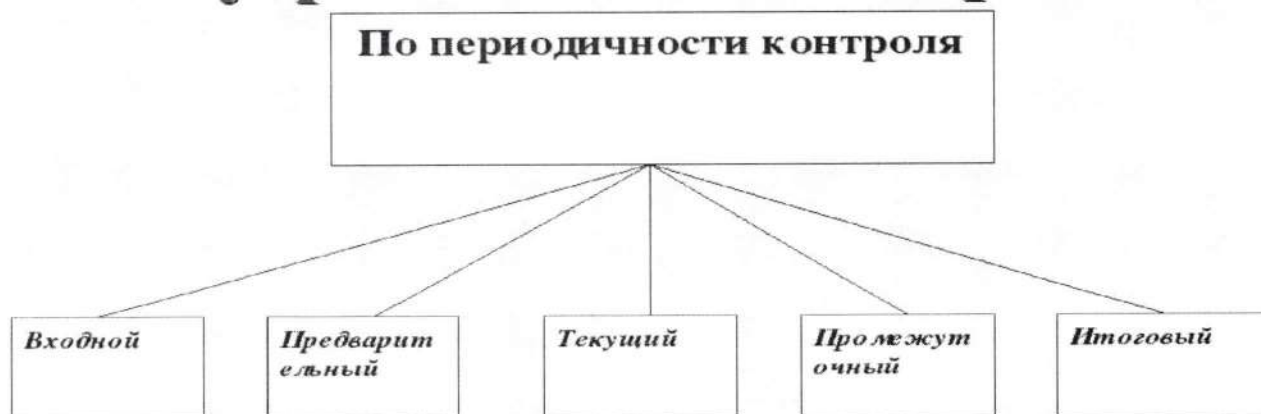 По периодичности контроля
Входной
Предварит
ельный
Текущий
Промежут
очный
Итоговый